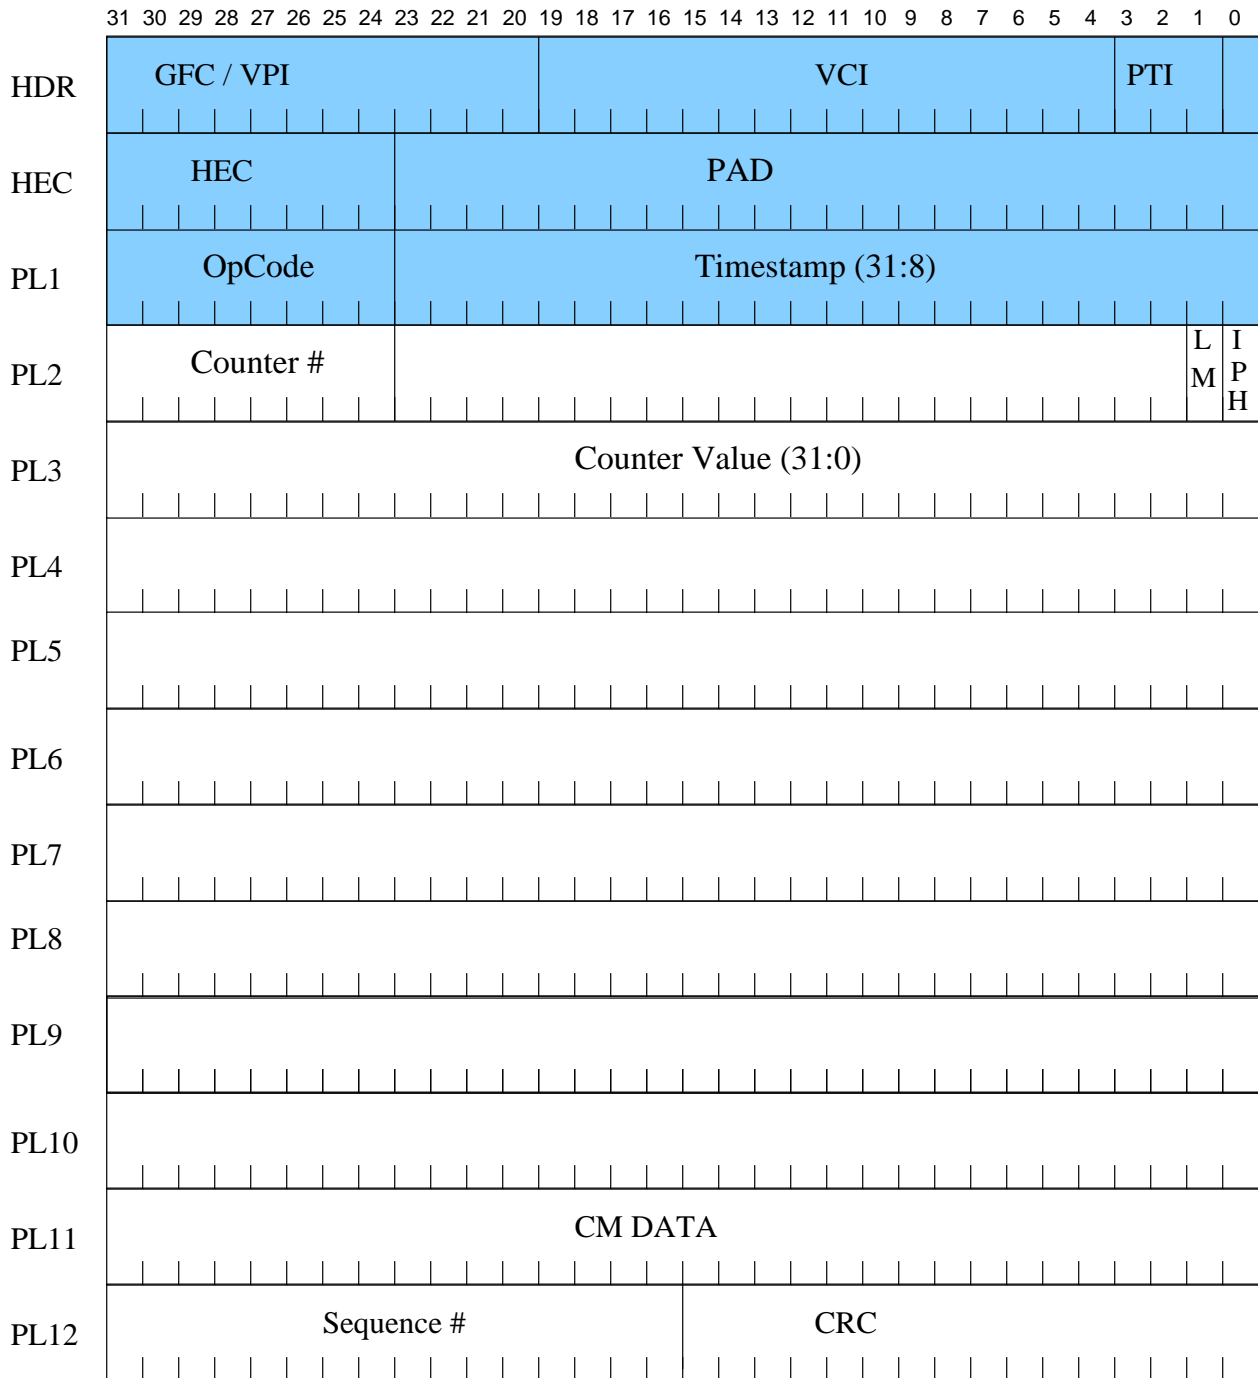 31 30 29 28 27 26 25 24 23 22 21 20 19 18 17 16 15 14 13 12 11 10 9 8 7 6 5 4 3 2 1 0
HDR GFC / VPI VCI PTI
HEC HEC PAD
PL1 OpCode Timestamp (31:8)
PL2 Counter # LM IPH
PL3 Counter Value (31:0)
PL4
PL5
PL6
PL7
PL8
PL9
PL10
PL11 CM DATA
PL12 Sequence # CRC